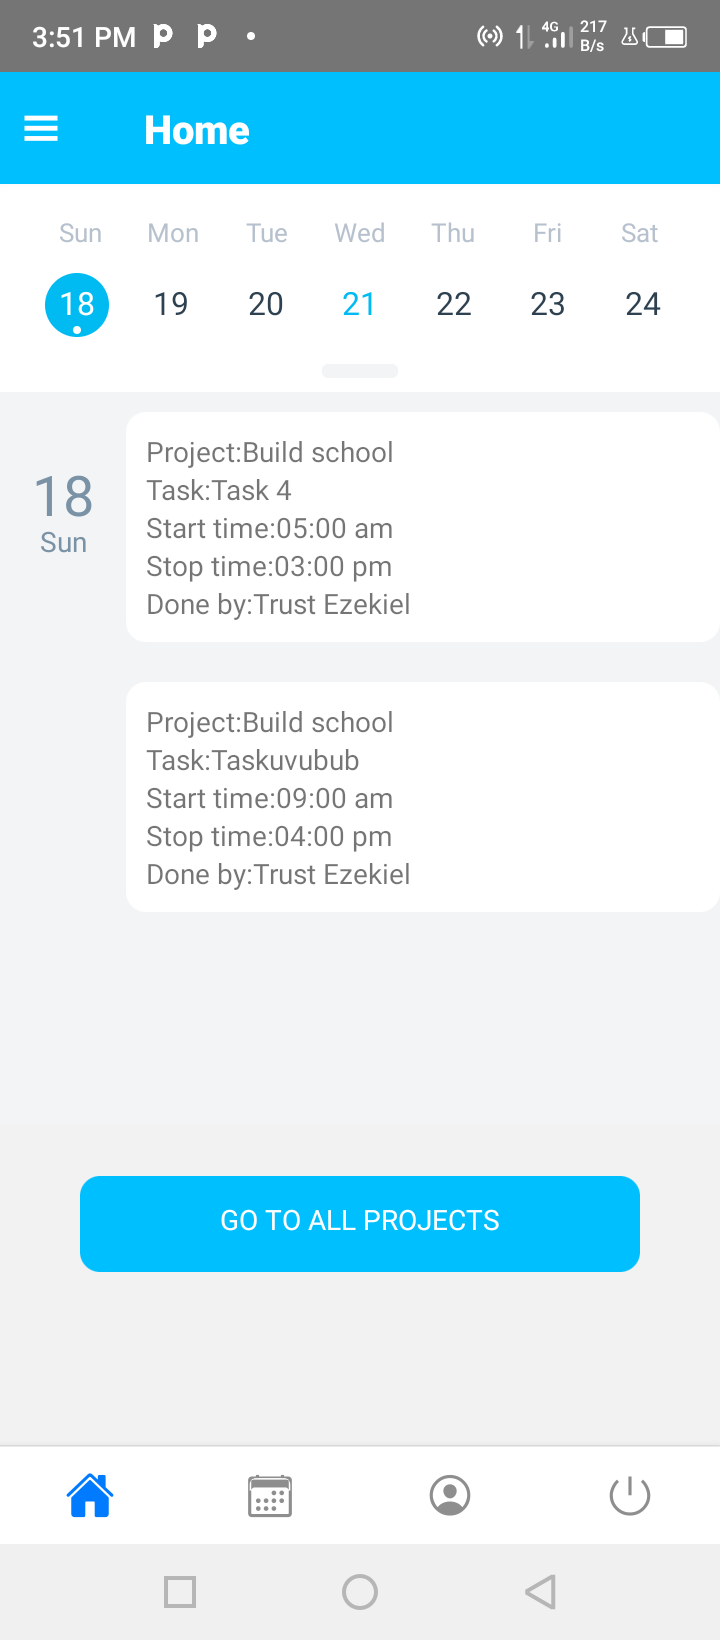 3:51 PM
4G
217
B/s
Home
Sun Mon Tue Wed Thu Fri Sat
18 19 20 21 22 23 24
18
Sun
Project:Build school
Task:Task 4
Start time:05:00 am
Stop time:03:00 pm
Done by:Trust Ezekiel
Project:Build school
Task:Taskuvubub
Start time:09:00 am
Stop time:04:00 pm
Done by:Trust Ezekiel
GO TO ALL PROJECTS